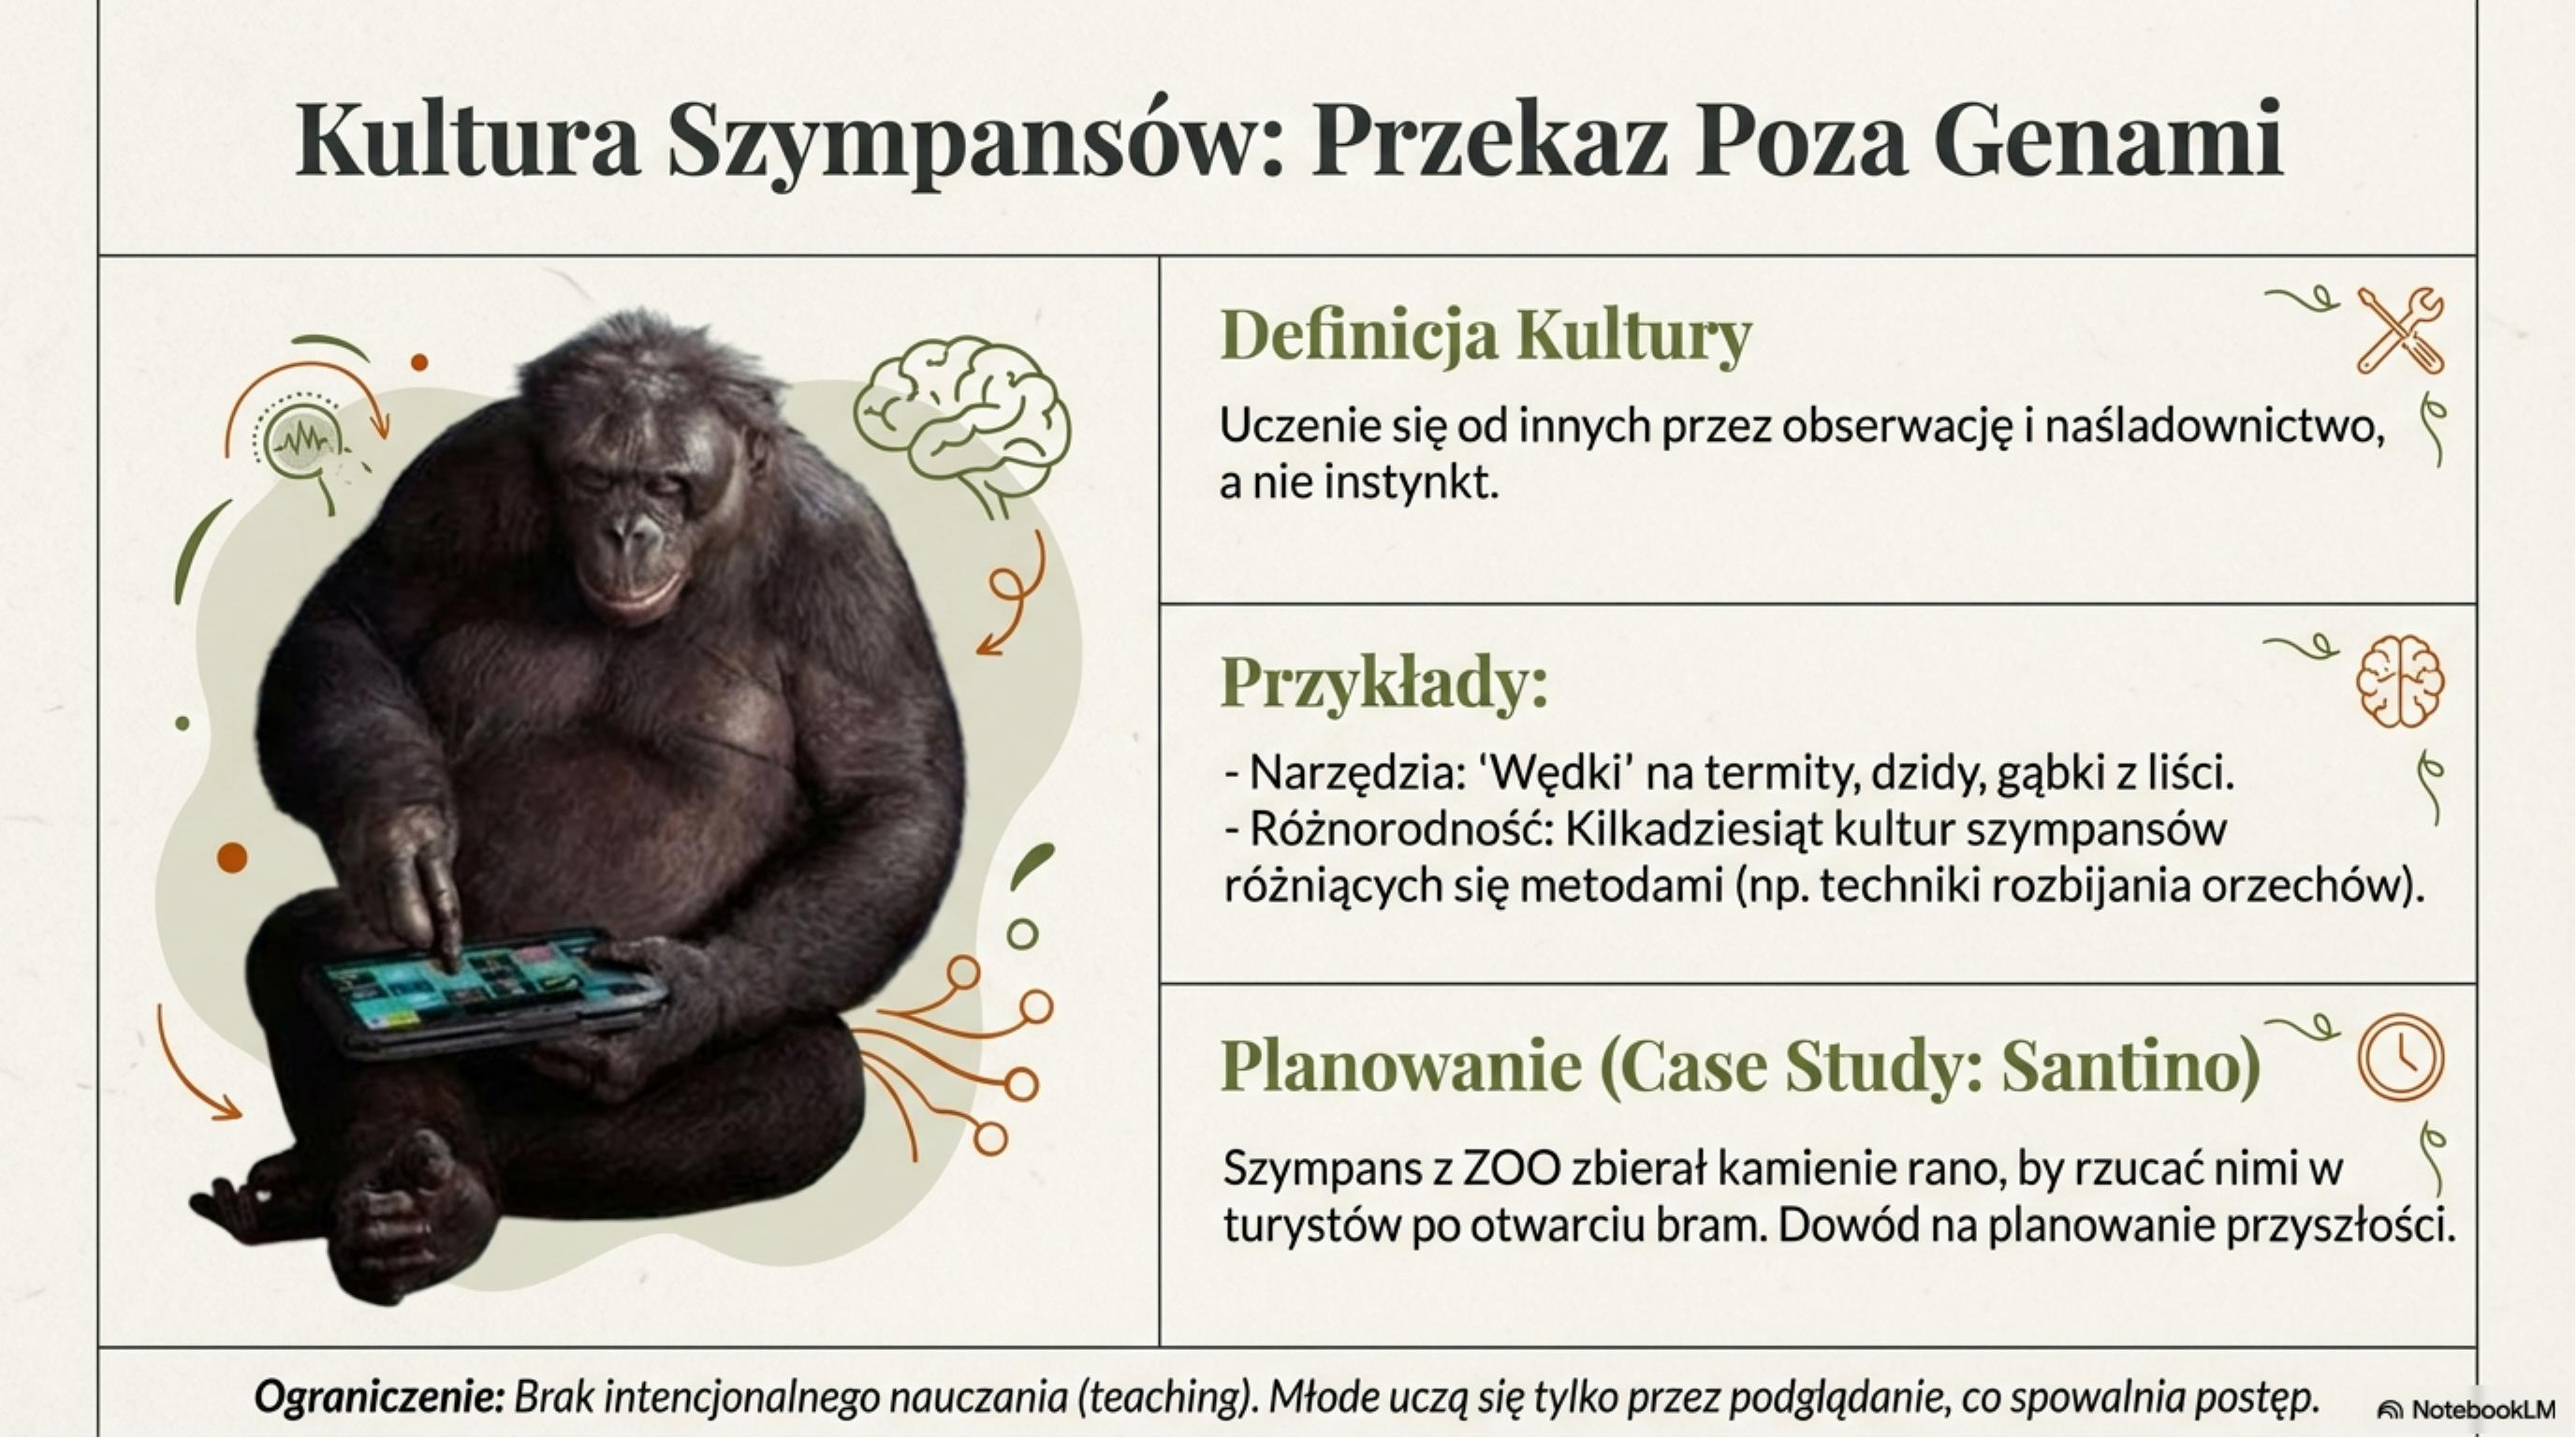 Kultura Szympansów: Przekaz Poza Genami
Definicja Kultury
Uczenie się od innych przez obserwację i naśladownictwo,
a nie instynkt.
Przykłady:
- Narzędzia: ‘Wędki’ na termity, dzidy, gąbki z liści.
- Różnorodność: Kilkadziesiąt kultur szympansów
różniących się metodami (np. techniki rozbijania orzechów).
Planowanie (Case Study: Santino)
Szympans z ZOO zbierał kamienie rano, by rzucać nimi w
turystów po otwarciu bram. Dowód na planowanie przyszłości.
Ograniczenie: Brak intencjonalnego nauczania (teaching). Młode uczą się tylko przez podglądanie, co spowalnia postęp.
NotebookLM